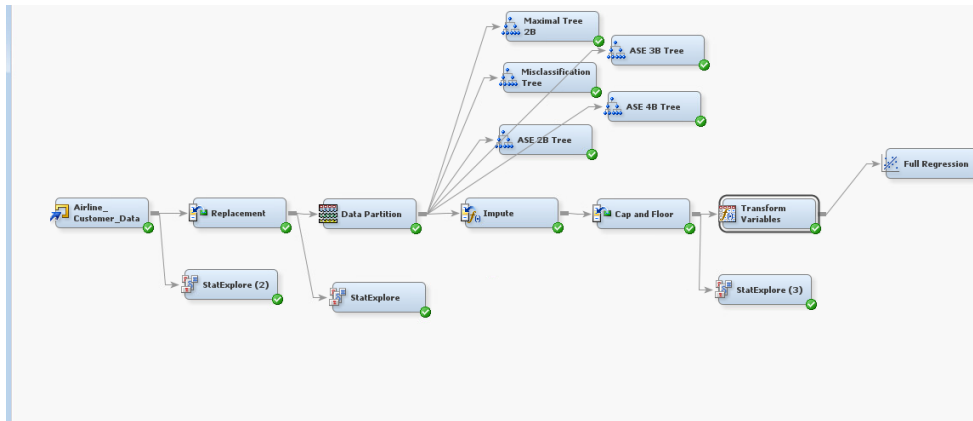 Maximal Tree
2B
ASE 3B Tree
Misclassification
Tree
ASE 4B Tree
ASE 2B Tree
Full Regression
Airline_
Customer_Data
Replacement
Data Partition
Impute
Cap and Floor
Transform
Variables
StatExplore (2)
StatExplore
StatExplore (3)